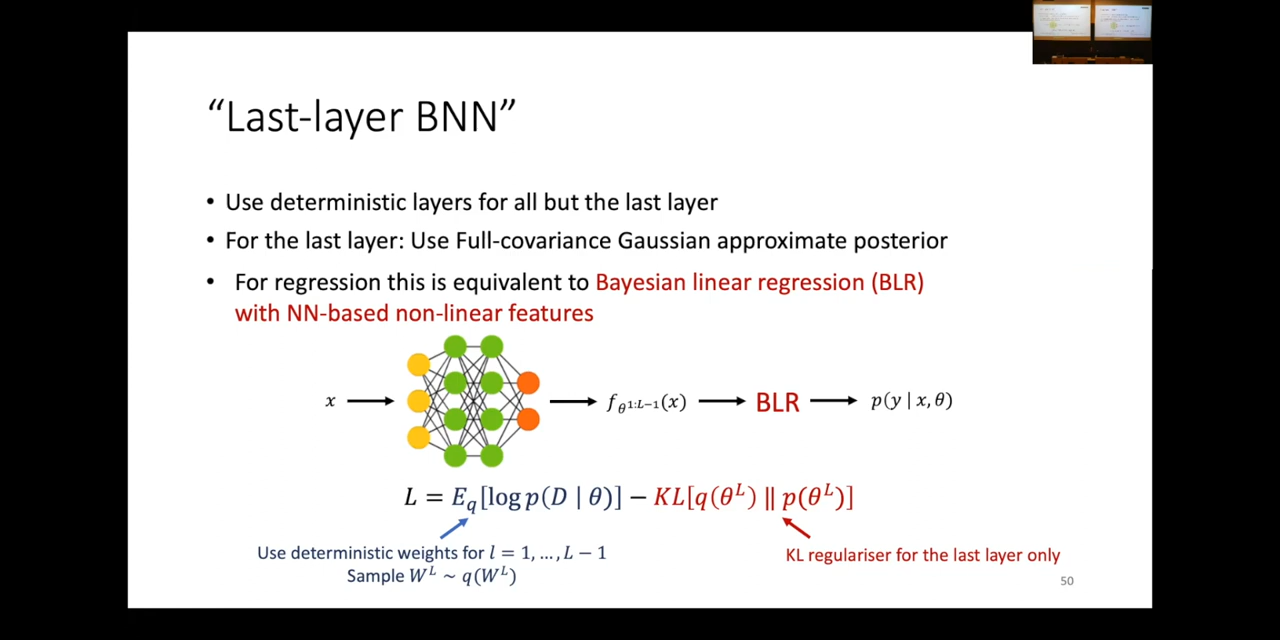 “Last-layer BNN”
• Use deterministic layers for all but the last layer
• For the last layer: Use Full-covariance Gaussian approximate posterior
• For regression this is equivalent to Bayesian linear regression (BLR)
with NN-based non-linear features
x f_{θ^{1:L−1}}(x) BLR p(y | x, θ)
L = E_q[log p(D | θ)] − KL[q(θ^L) || p(θ^L)]
Use deterministic weights for l = 1, … , L − 1
Sample W^L ~ q(W^L)
KL regulariser for the last layer only
50